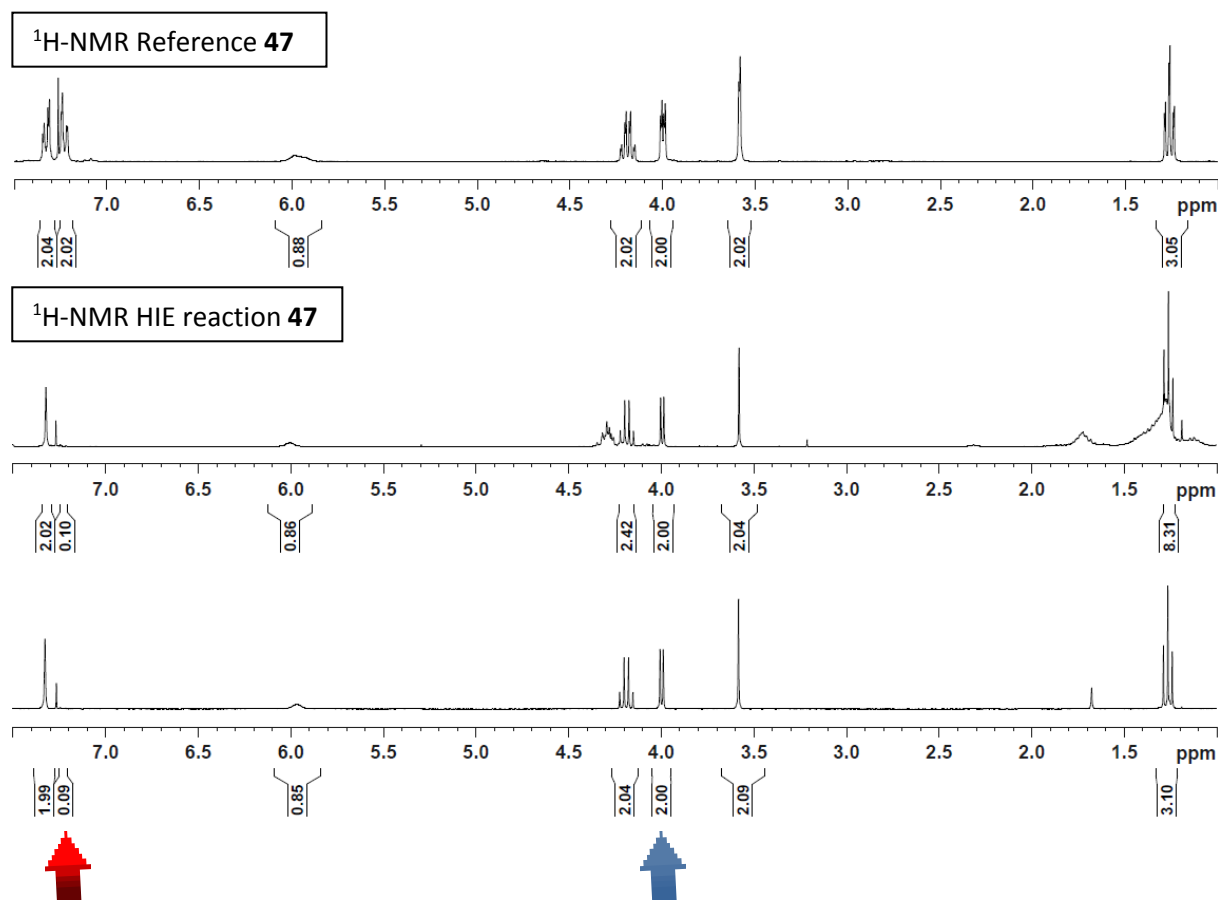 ¹H-NMR Reference 47
7.0 6.5 6.0 5.5 5.0 4.5 4.0 3.5 3.0 2.5 2.0 1.5 ppm
2.04 2.02 0.88 2.02 2.00 2.02 3.05
¹H-NMR HIE reaction 47
7.0 6.5 6.0 5.5 5.0 4.5 4.0 3.5 3.0 2.5 2.0 1.5 ppm
2.02 0.10 0.86 2.42 2.00 2.04 8.31
7.0 6.5 6.0 5.5 5.0 4.5 4.0 3.5 3.0 2.5 2.0 1.5 ppm
1.99 0.09 0.85 2.04 2.00 2.09 3.10